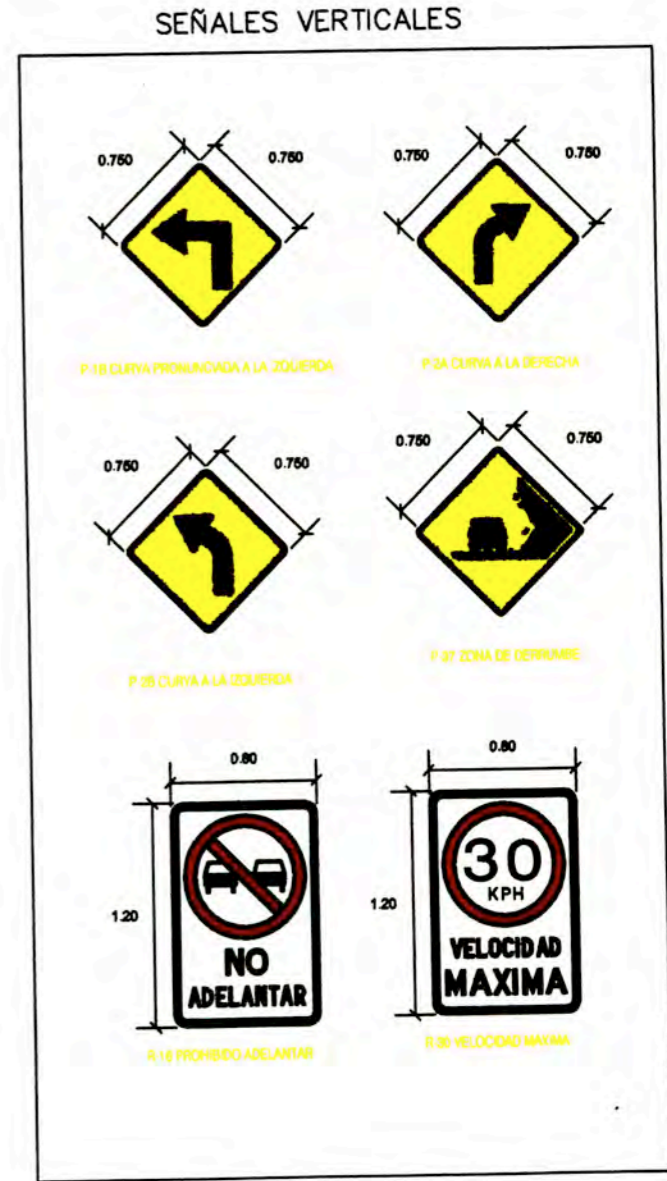 SEÑALES VERTICALES
0.750 0.750
0.750 0.750
P-1B CURVA PRONUNCIADA A LA IZQUIERDA
P-2A CURVA A LA DERECHA
0.750 0.750
0.750 0.750
P-2B CURVA A LA IZQUIERDA
P-37 ZONA DE DERRUMBE
0.80
1.20
NO
ADELANTAR
R-16 PROHIBIDO ADELANTAR
0.80
1.20
30
KPH
VELOCIDAD
MAXIMA
R-30 VELOCIDAD MAXIMA